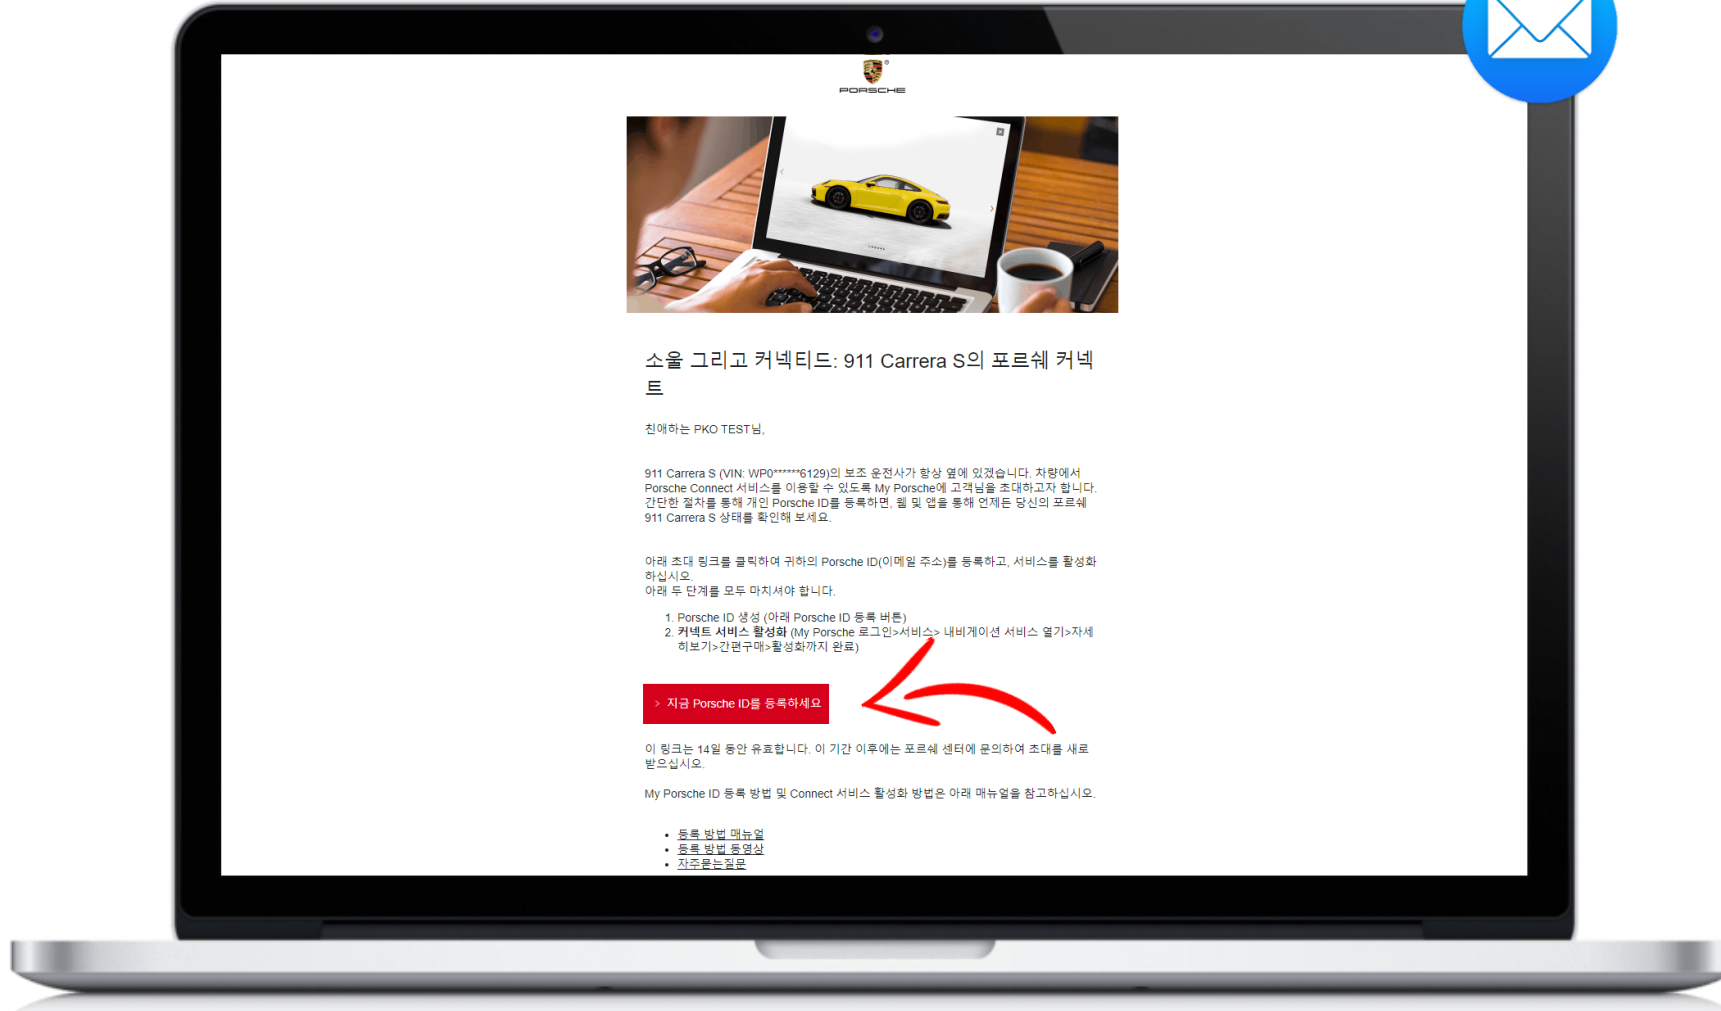 PORSCHE
소울 그리고 커넥티드: 911 Carrera S의 포르쉐 커넥
트
친애하는 PKO TEST님,
911 Carrera S (VIN: WP0******6129)의 보조 운전사가 항상 옆에 있겠습니다. 차량에서
Porsche Connect 서비스를 이용할 수 있도록 My Porsche에 고객님을 초대하고자 합니다.
간단한 절차를 통해 개인 Porsche ID를 등록하면, 웹 및 앱을 통해 언제든 당신의 포르쉐
911 Carrera S 상태를 확인해 보세요.
아래 초대 링크를 클릭하여 귀하의 Porsche ID(이메일 주소)를 등록하고, 서비스를 활성화
하십시오.
아래 두 단계를 모두 마치셔야 합니다.
1. Porsche ID 생성 (아래 Porsche ID 등록 버튼)
2. 커넥트 서비스 활성화 (My Porsche 로그인>서비스> 내비게이션 서비스 열기>자세
히보기>간편구매>활성화까지 완료)
> 지금 Porsche ID를 등록하세요
이 링크는 14일 동안 유효합니다. 이 기간 이후에는 포르쉐 센터에 문의하여 초대를 새로
받으십시오.
My Porsche ID 등록 방법 및 Connect 서비스 활성화 방법은 아래 매뉴얼을 참고하십시오.
• 등록 방법 매뉴얼
• 등록 방법 동영상
• 자주묻는질문